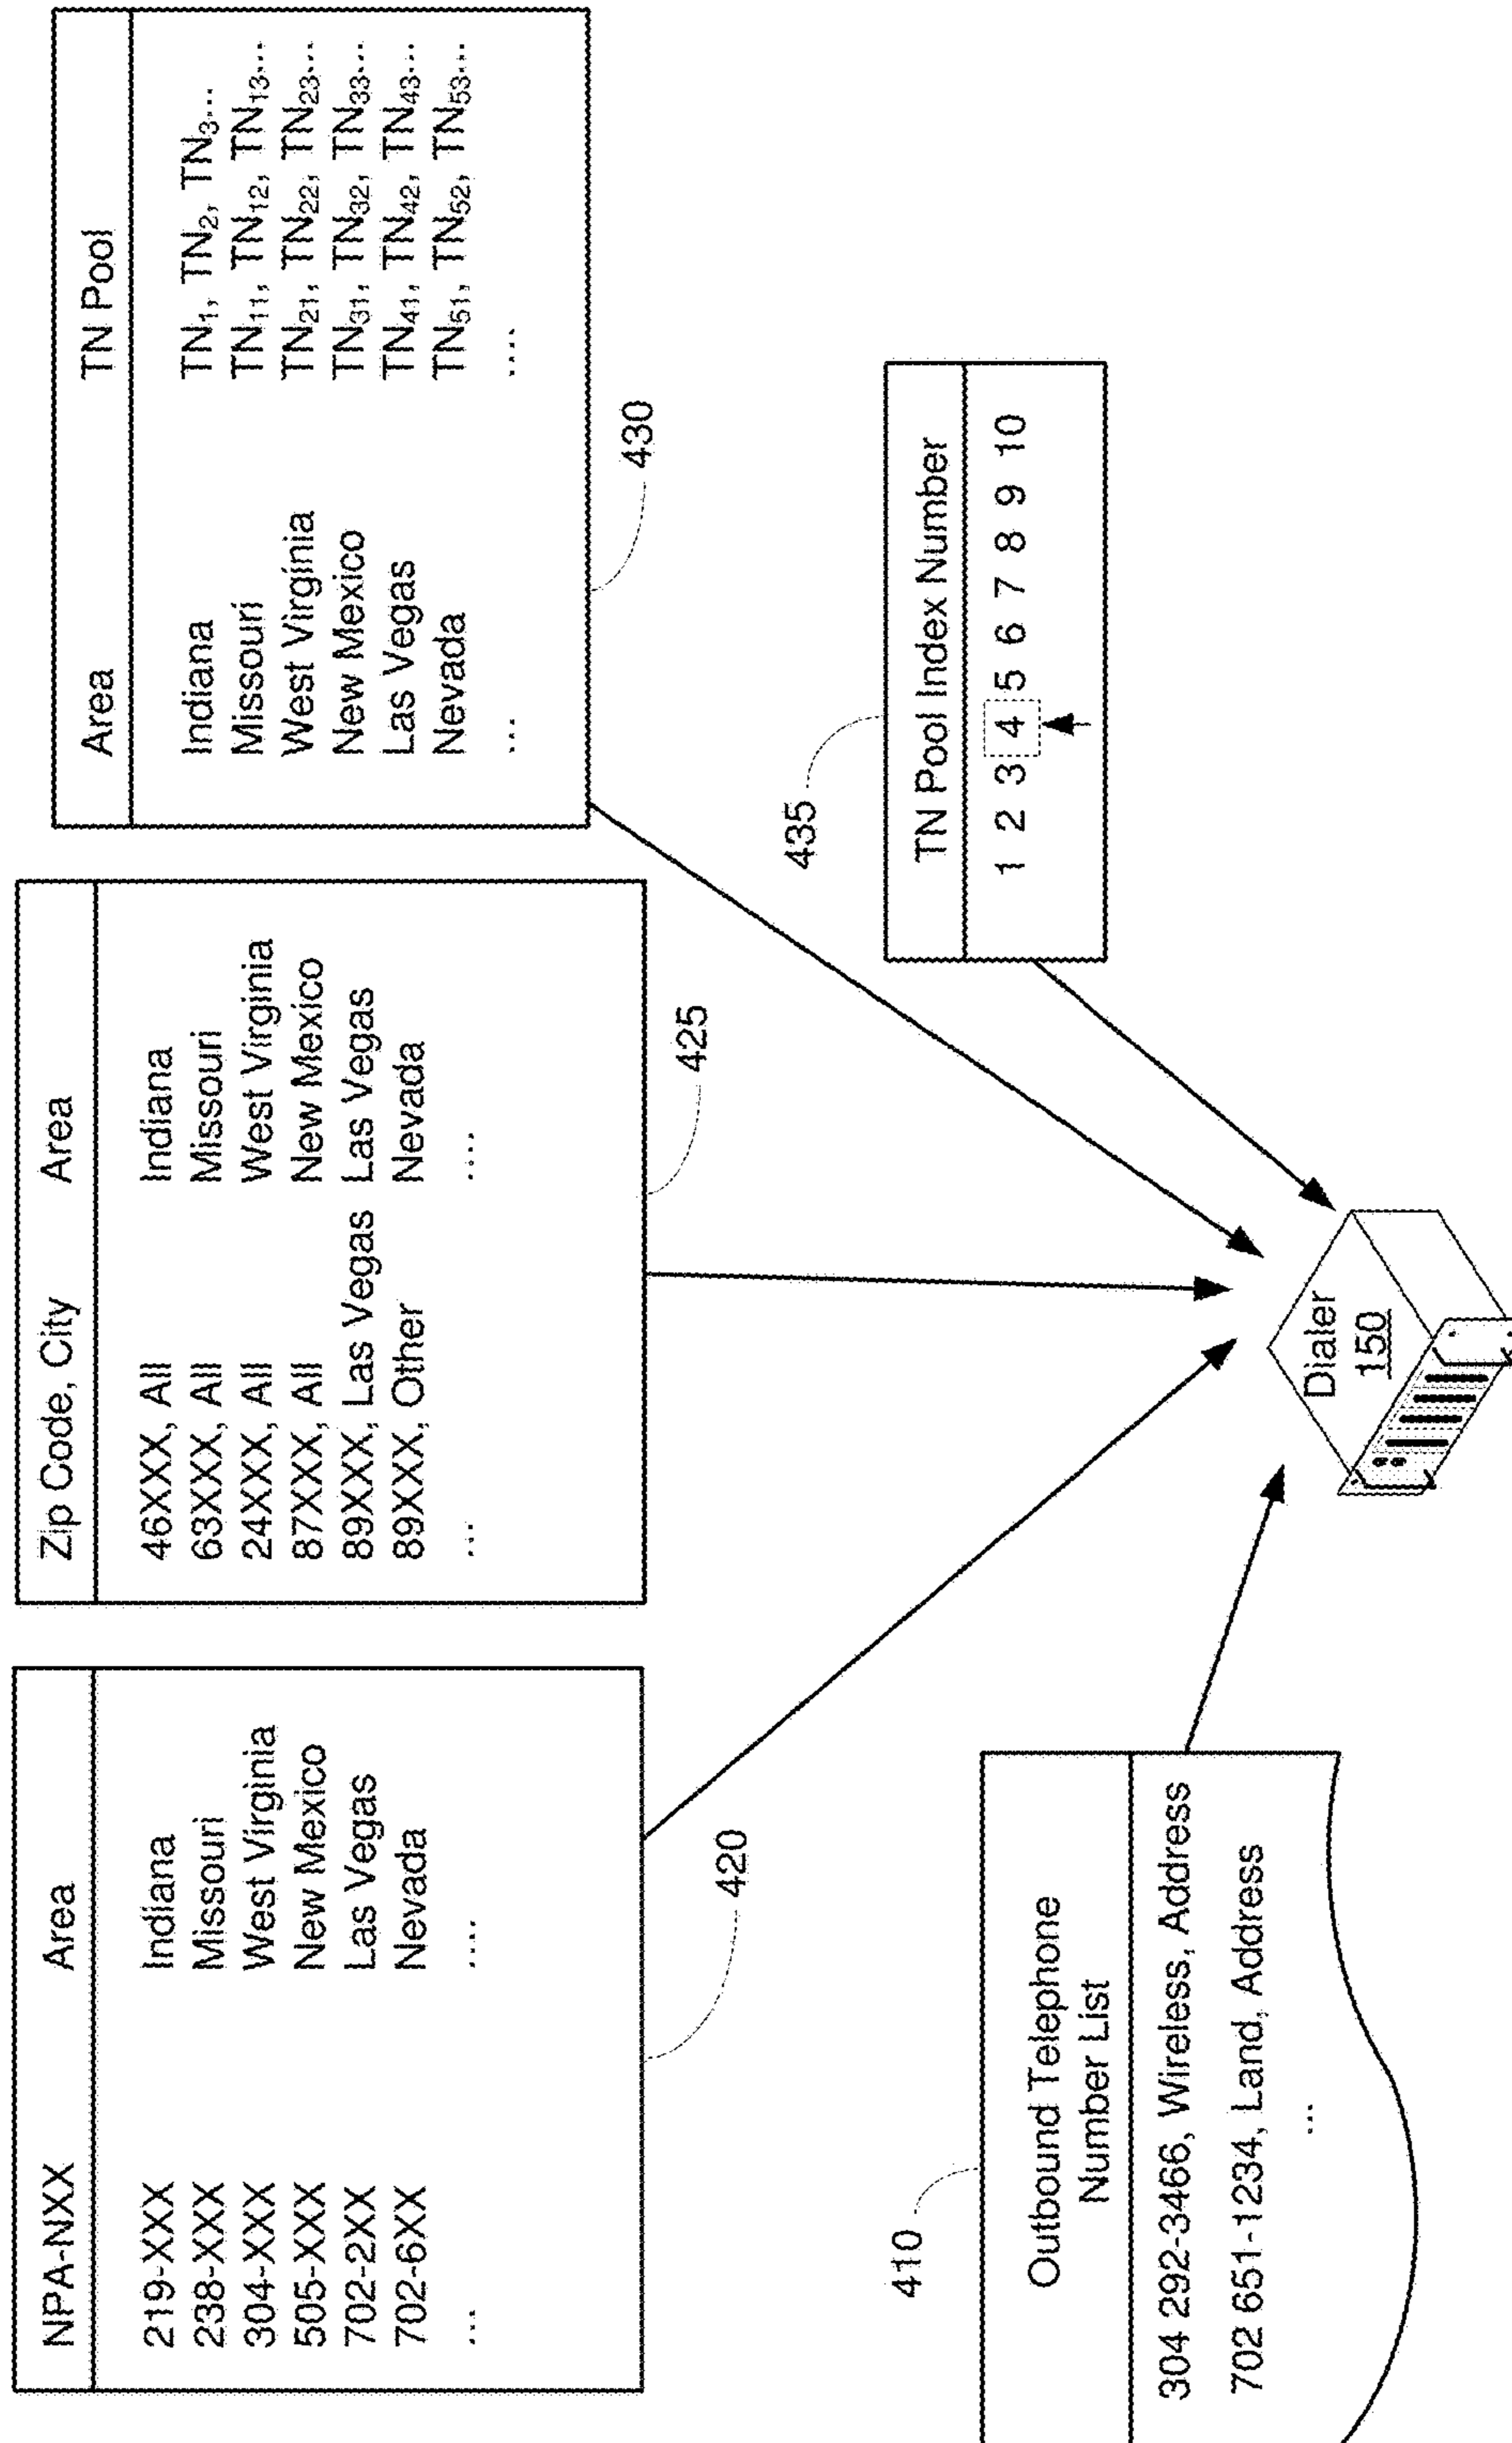 NPA-NXX Area
219-XXX Indiana
238-XXX Missouri
304-XXX West Virginia
505-XXX New Mexico
702-2XX Las Vegas
702-6XX Nevada
... ....
420
Zip Code, City Area
46XXX, All Indiana
63XXX, All Missouri
24XXX, All West Virginia
87XXX, All New Mexico
89XXX, Las Vegas Las Vegas
89XXX, Other Nevada
... ....
425
Area TN Pool
Indiana TN₁, TN₂, TN₃...
Missouri TN₁₁, TN₁₂, TN₁₃...
West Virginia TN₂₁, TN₂₂, TN₂₃...
New Mexico TN₃₁, TN₃₂, TN₃₃...
Las Vegas TN₄₁, TN₄₂, TN₄₃...
Nevada TN₅₁, TN₅₂, TN₅₃...
... ....
430
410
Outbound Telephone
Number List
304 292-3466, Wireless, Address
702 651-1234, Land, Address
...
435
TN Pool Index Number
1 2 3 4 5 6 7 8 9 10
Dialer
150